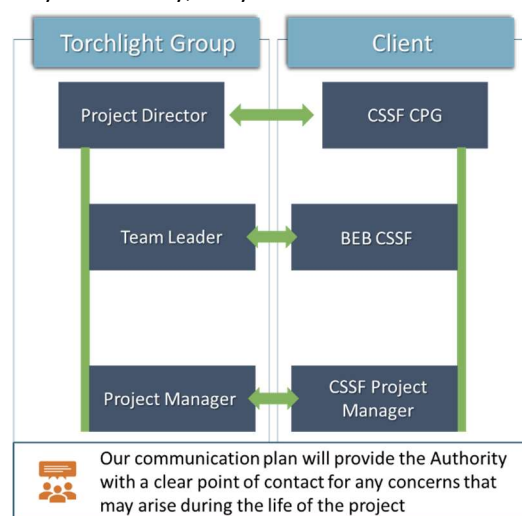 Torchlight Group
Client
Project Director
CSSF CPG
Team Leader
BEB CSSF
Project Manager
CSSF Project
Manager
Our communication plan will provide the Authority
with a clear point of contact for any concerns that
may arise during the life of the project